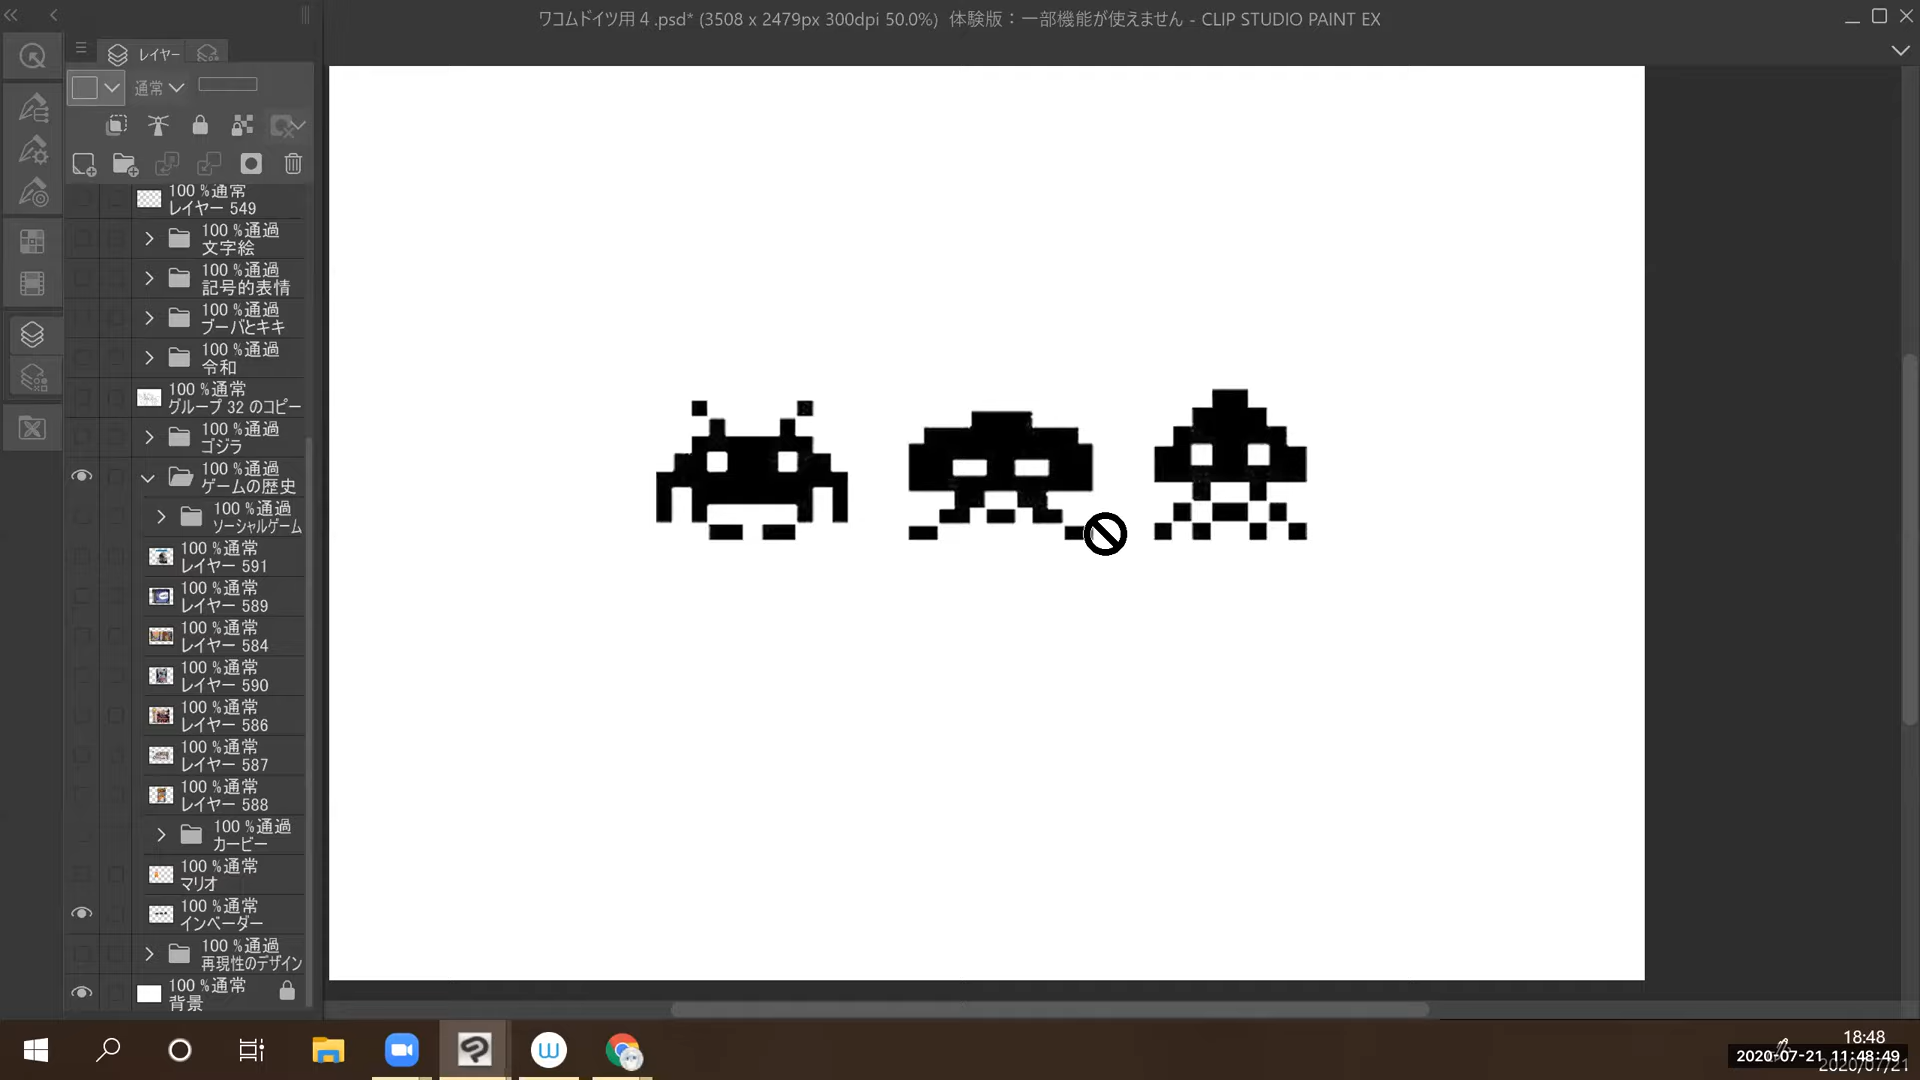 ワコムドイツ用４.psd* (3508 x 2479px 300dpi 50.0%) 体験版：一部機能が使えません - CLIP STUDIO PAINT EX
レイヤー
通常
100 %通常
レイヤー 549
100 %通過
文字絵
100 %通過
記号的表情
100 %通過
ブーバとキキ
100 %通過
令和
100 %通常
グループ 32 のコピー
100 %通過
ゴジラ
100 %通過
ゲームの歴史
100 %通過
ソーシャルゲーム
100 %通常
レイヤー 591
100 %通常
レイヤー 589
100 %通常
レイヤー 584
100 %通常
レイヤー 590
100 %通常
レイヤー 586
100 %通常
レイヤー 587
100 %通常
レイヤー 588
100 %通過
カービー
100 %通常
マリオ
100 %通常
インベーダー
100 %通過
再現性のデザイン
100 %通常
背景
18:48
2020-07-21 11:48:49
2020/07/21